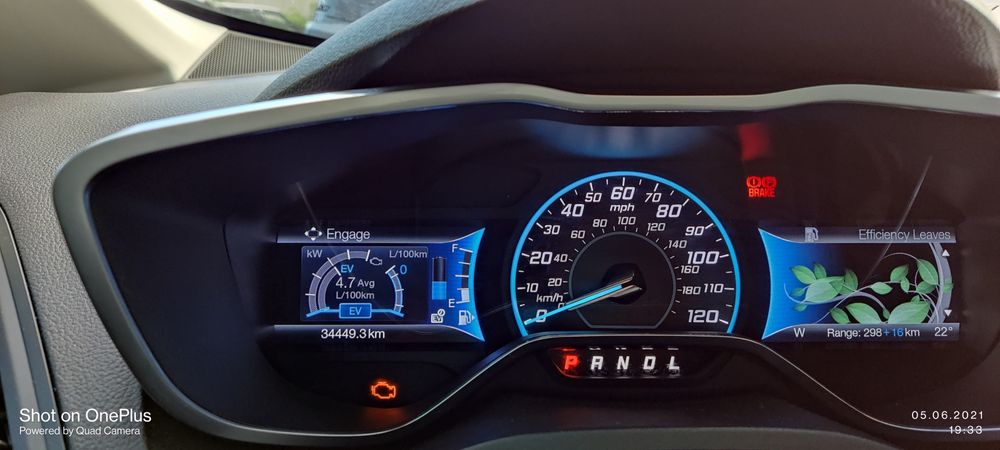 Engage
kW
L/100km
EV
0
4.7 Avg
L/100km
EV
F
E
34449.3 km
0
10
20
30
40
50
60
70
80
90
100
110
120
mph
km/h
0
20
40
60
80
100
120
140
160
180
BRAKE
P R N D L
Efficiency Leaves
W Range: 298+16 km 22°
Shot on OnePlus
Powered by Quad Camera
05.06.2021
19:33